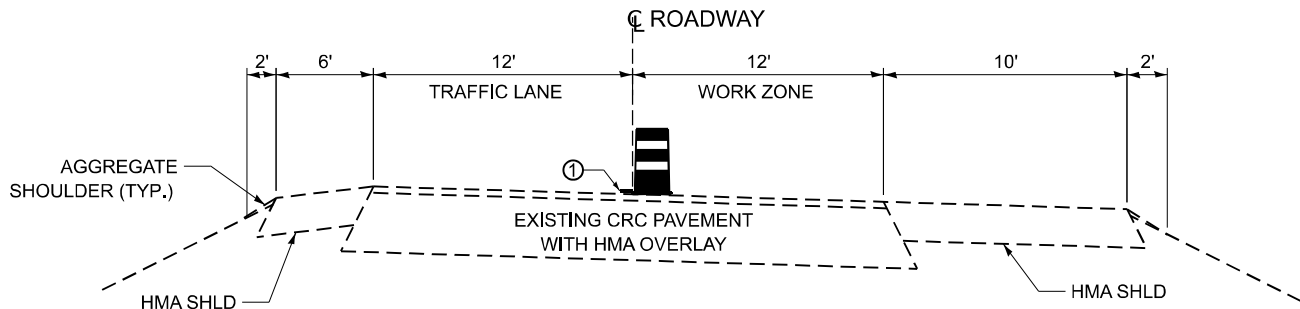 ℄ ROADWAY
2' 6' 12' 12' 10' 2'
TRAFFIC LANE WORK ZONE
AGGREGATE
SHOULDER (TYP.)
①
EXISTING CRC PAVEMENT
WITH HMA OVERLAY
HMA SHLD
HMA SHLD